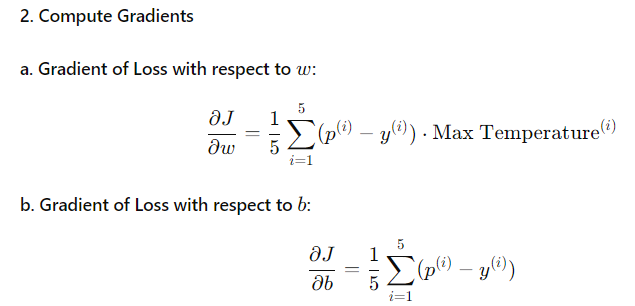 2. Compute Gradients
a. Gradient of Loss with respect to w:
∂J/∂w = 1/5 ∑_{i=1}^{5} (p^{(i)} − y^{(i)}) · Max Temperature^{(i)}
b. Gradient of Loss with respect to b:
∂J/∂b = 1/5 ∑_{i=1}^{5} (p^{(i)} − y^{(i)})